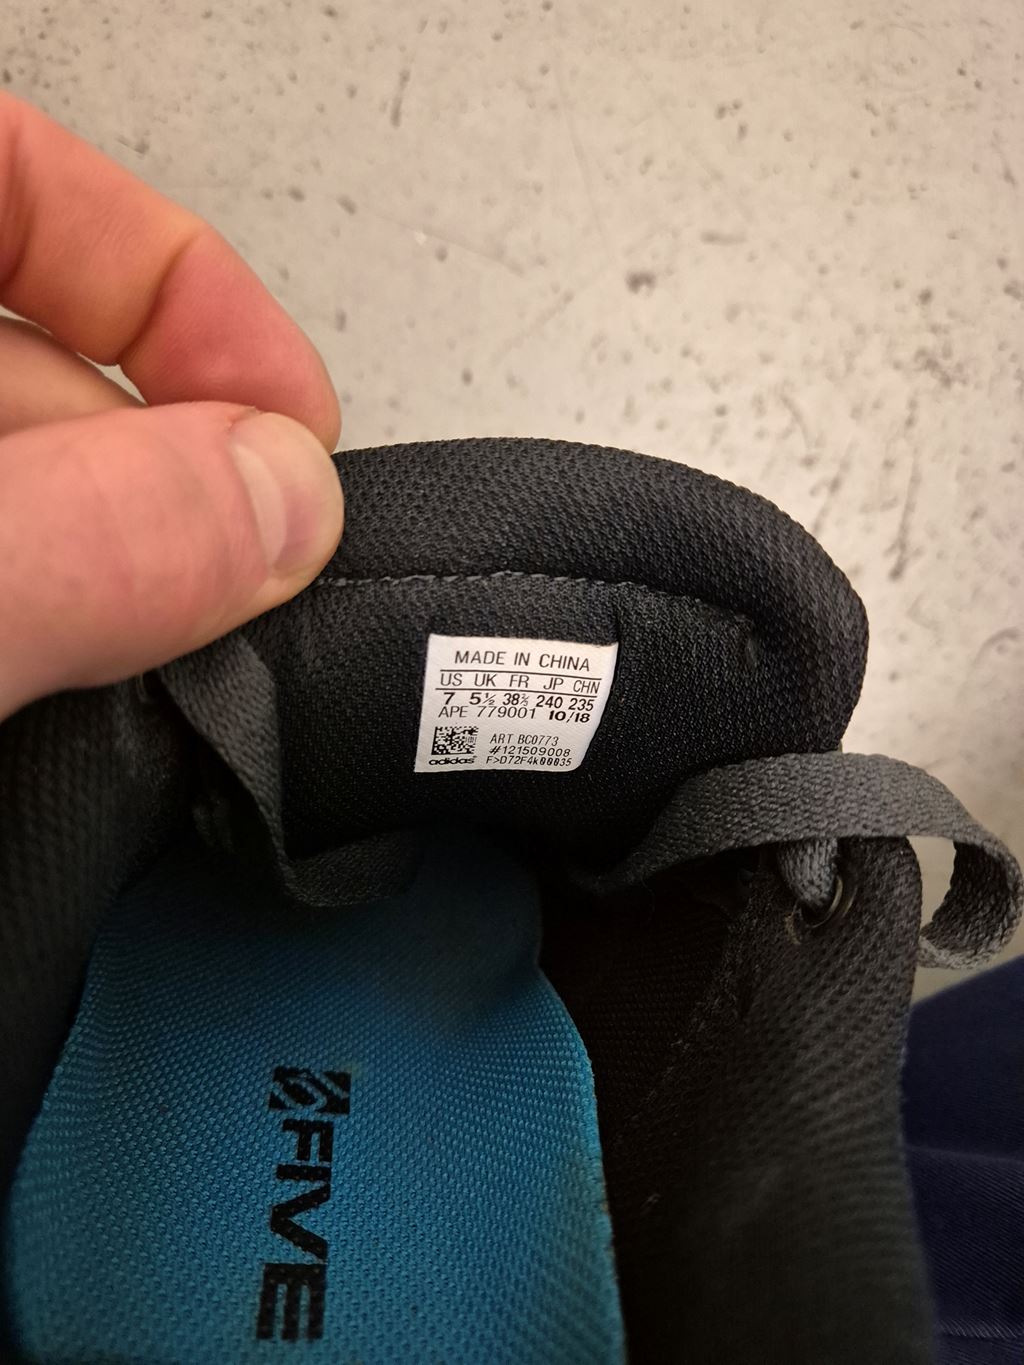 MADE IN CHINA
US UK FR JP CHN
7 5½ 38⅔ 240 235
APE 779001 10/18
ART BC0773
#121509008
adidas F>D72F4k00035
FIVE